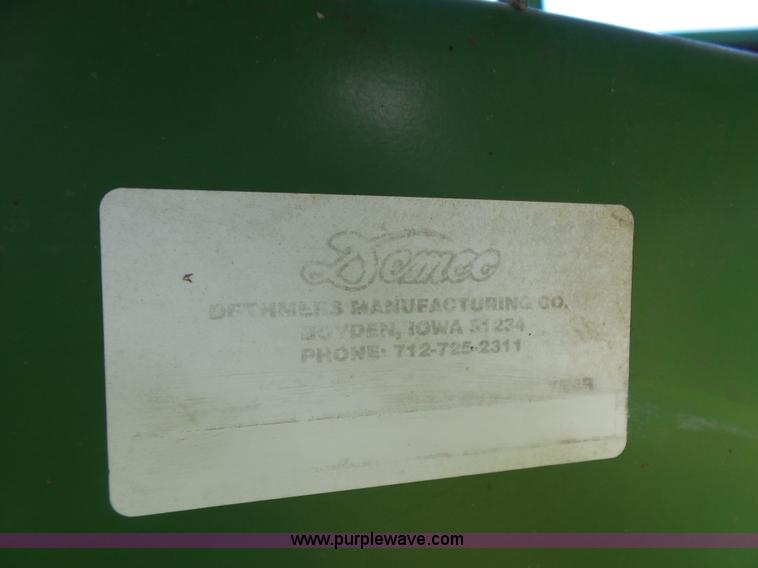 Demco
DETHMERS MANUFACTURING CO.
BOYDEN, IOWA 51234
PHONE: 712-725-2311
YEAR
www.purplewave.com